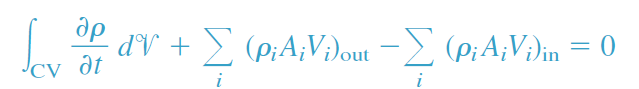 ∫_CV ∂ρ/∂t dV̶ + ∑_i (ρ_i A_i V_i)_out − ∑_i (ρ_i A_i V_i)_in = 0